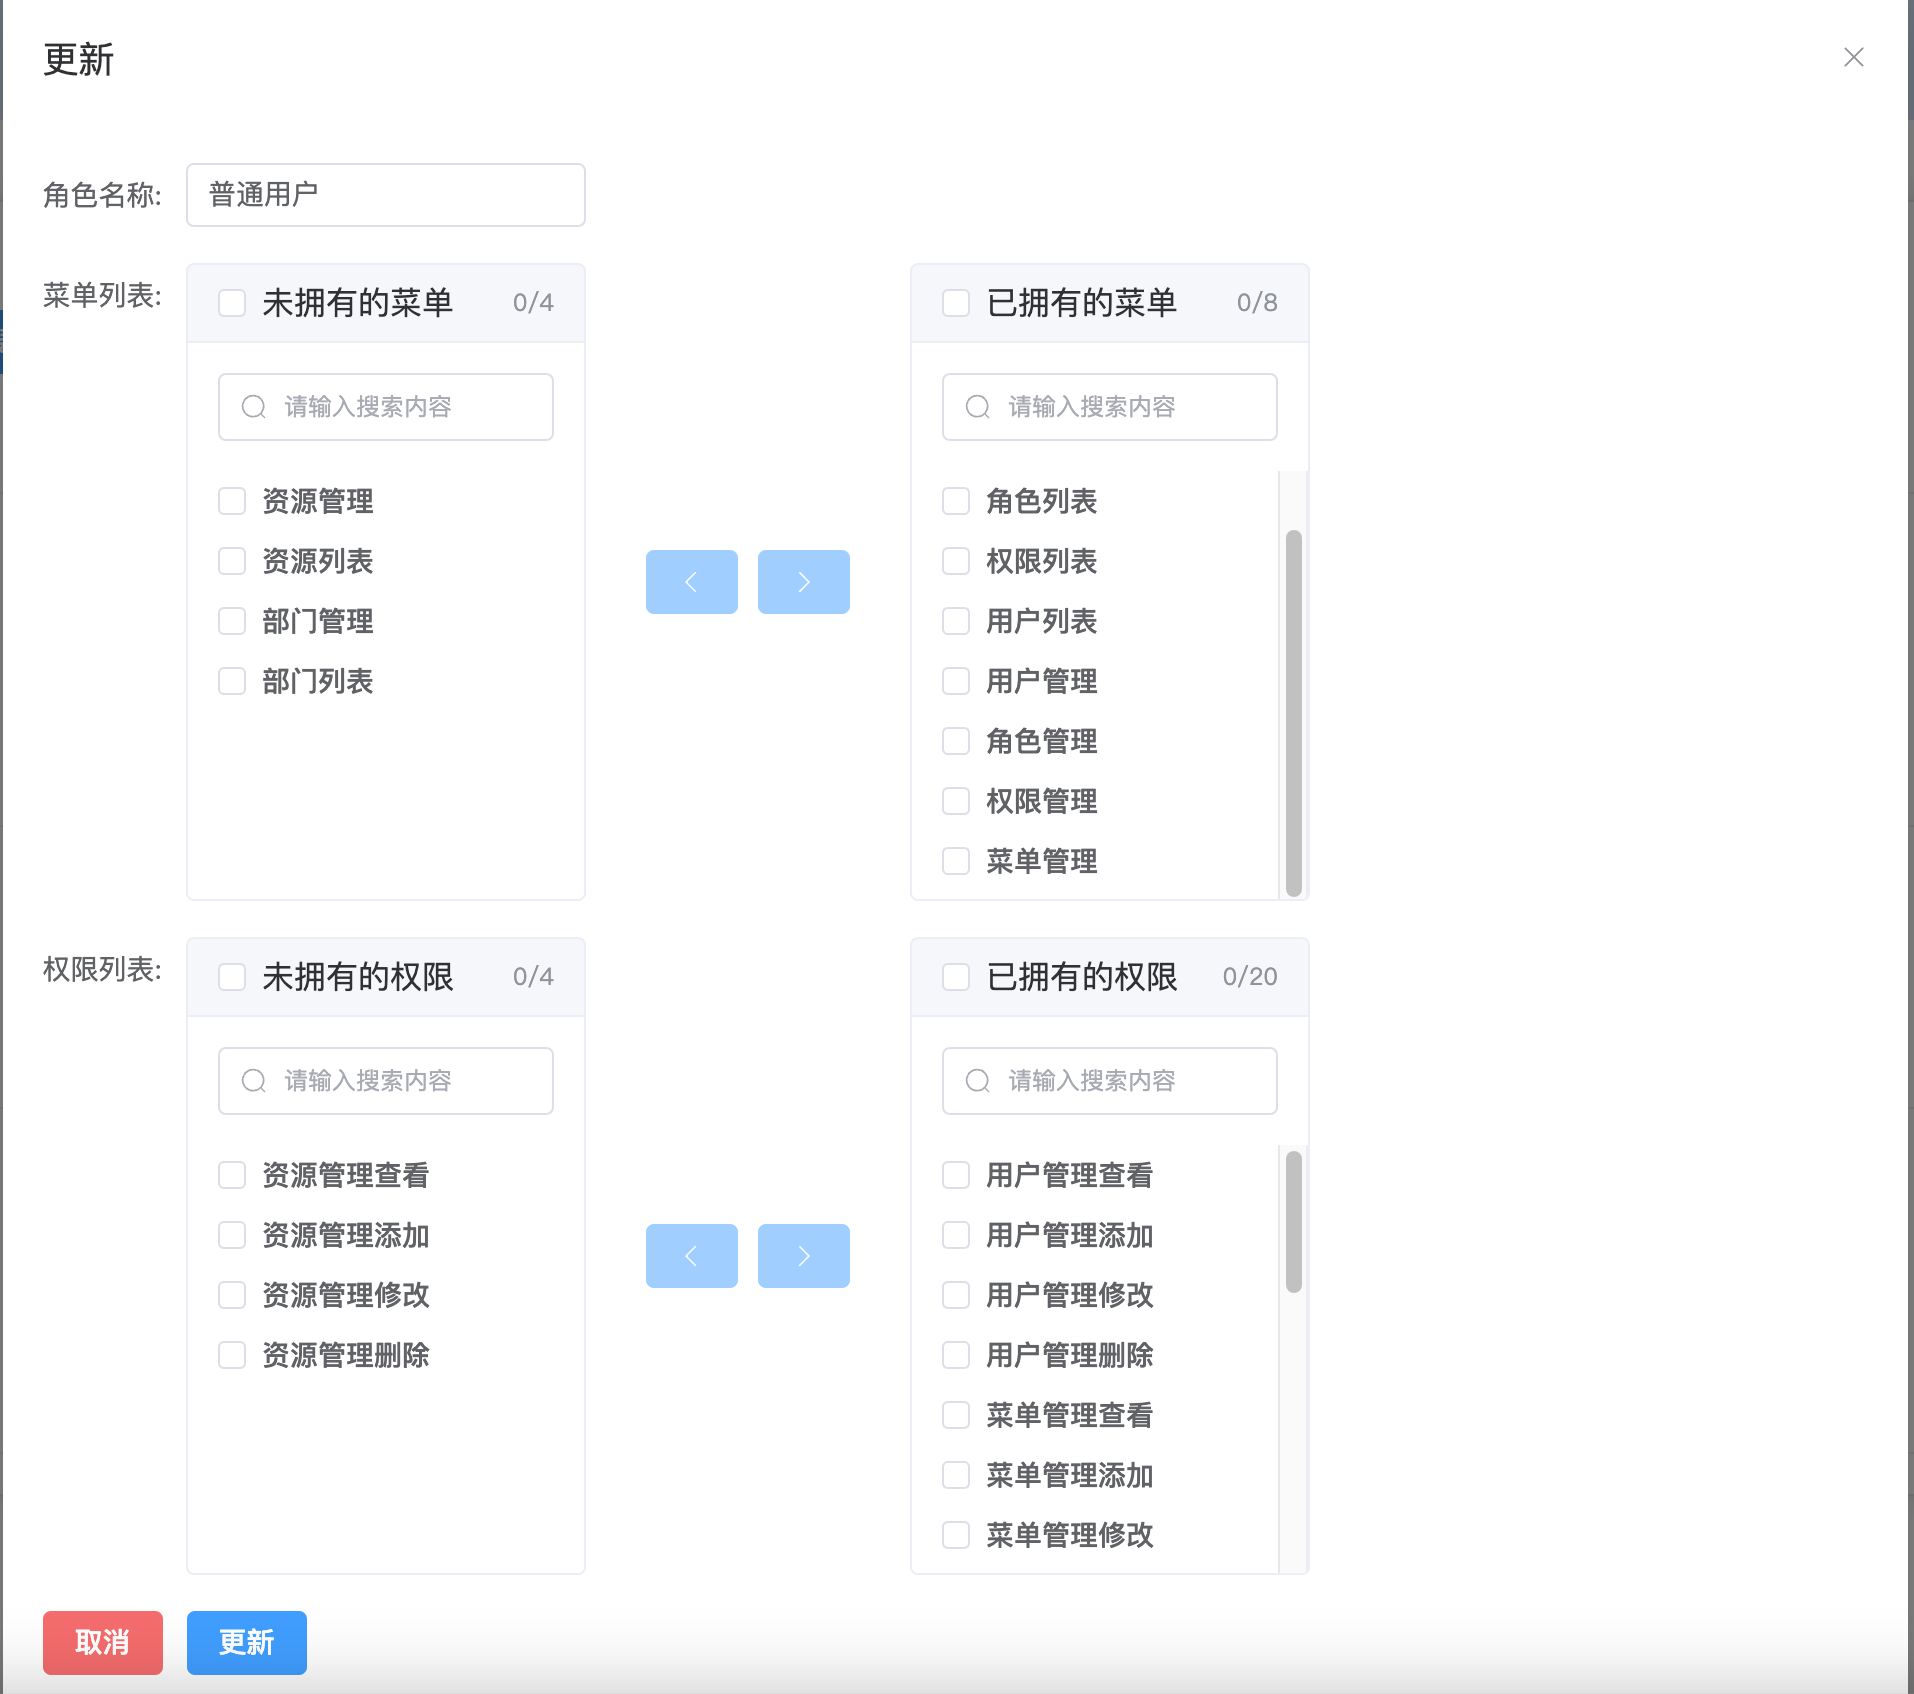 更新
角色名称:
普通用户
菜单列表:
未拥有的菜单 0/4
请输入搜索内容
资源管理
资源列表
部门管理
部门列表
已拥有的菜单 0/8
请输入搜索内容
角色列表
权限列表
用户列表
用户管理
角色管理
权限管理
菜单管理
权限列表:
未拥有的权限 0/4
请输入搜索内容
资源管理查看
资源管理添加
资源管理修改
资源管理删除
已拥有的权限 0/20
请输入搜索内容
用户管理查看
用户管理添加
用户管理修改
用户管理删除
菜单管理查看
菜单管理添加
菜单管理修改
取消
更新